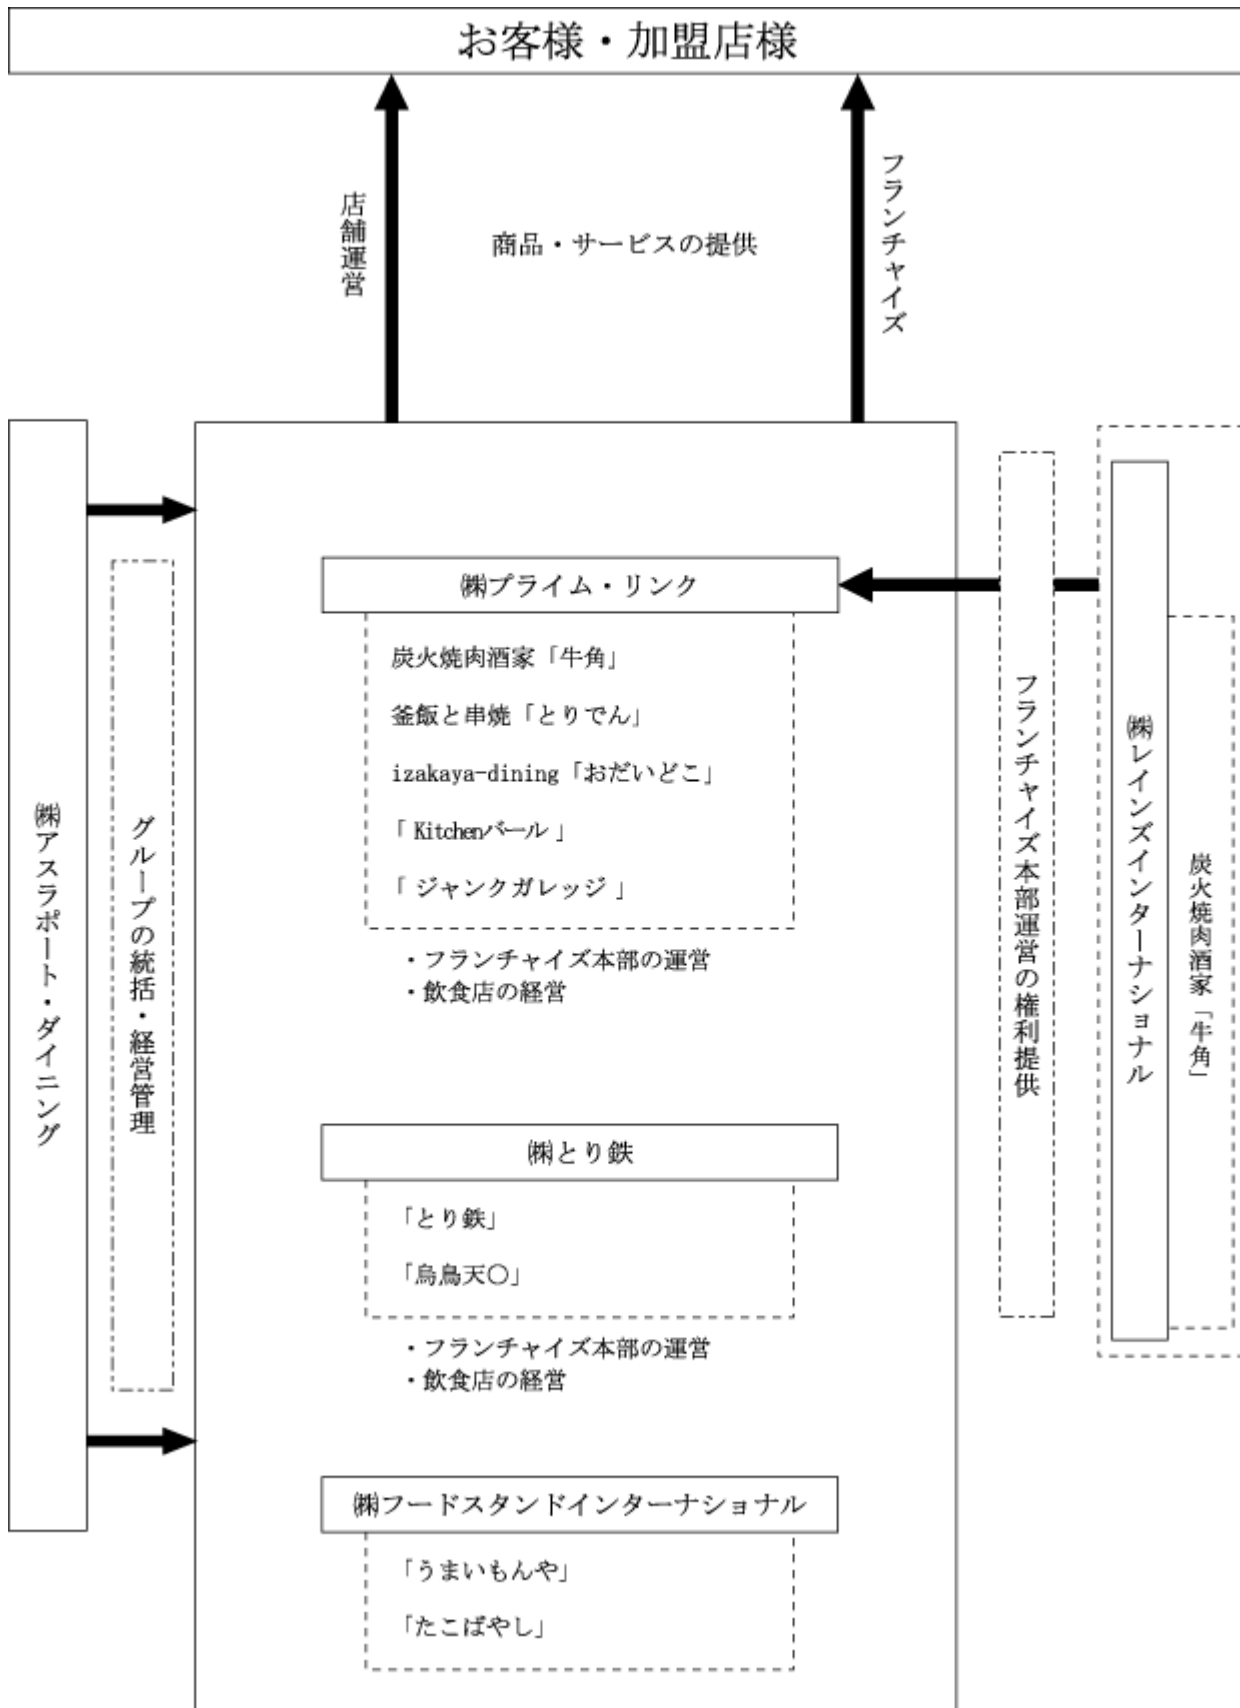 お客様・加盟店様
店舗運営
商品・サービスの提供
フランチャイズ
㈱アスラポート・ダイニング
グループの統括・経営管理
㈱プライム・リンク
炭火焼肉酒家「牛角」
釜飯と串焼「とりでん」
izakaya-dining「おだいどこ」
「 Kitchenバール 」
「 ジャンクガレッジ 」
・フランチャイズ本部の運営
・飲食店の経営
㈱とり鉄
「とり鉄」
「烏鳥天〇」
・フランチャイズ本部の運営
・飲食店の経営
㈱フードスタンドインターナショナル
「うまいもんや」
「たこばやし」
フランチャイズ本部運営の権利提供
㈱レインズインターナショナル
炭火焼肉酒家「牛角」